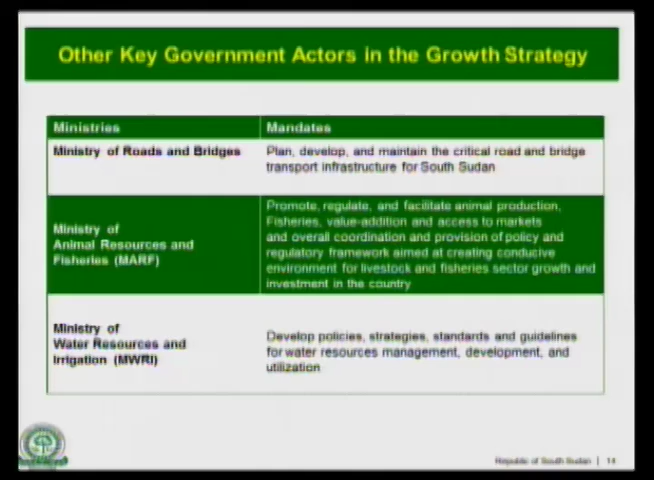 Other Key Government Actors in the Growth Strategy
Ministries
Mandates
Ministry of Roads and Bridges
Plan, develop, and maintain the critical road and bridge
transport infrastructure for South Sudan
Ministry of
Animal Resources and
Fisheries (MARF)
Promote, regulate, and facilitate animal production,
Fisheries, value-addition and access to markets
and overall coordination and provision of policy and
regulatory framework aimed at creating conducive
environment for livestock and fisheries sector growth and
investment in the country
Ministry of
Water Resources and
Irrigation (MWRI)
Develop policies, strategies, standards and guidelines
for water resources management, development, and
utilization
Republic of South Sudan |